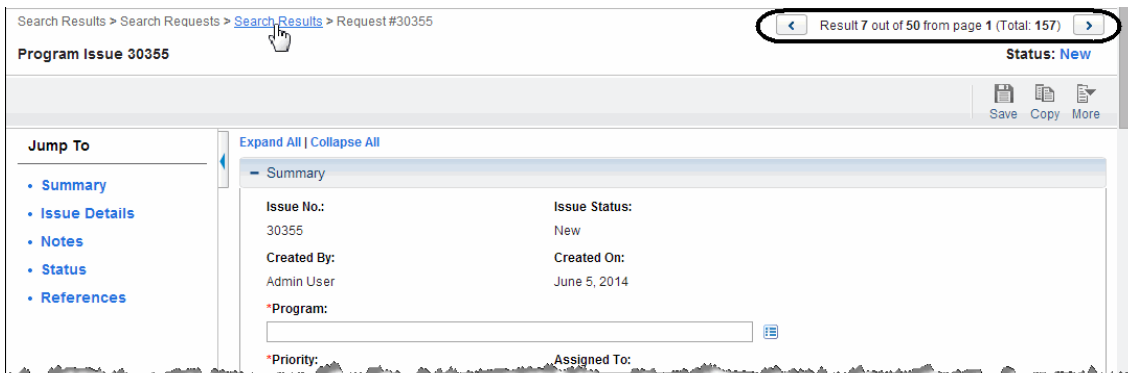 Search Results > Search Requests > Search Results > Request #30355
Result 7 out of 50 from page 1 (Total: 157)
Program Issue 30355
Status: New
Save Copy More
Jump To
Expand All | Collapse All
Summary
• Summary
• Issue Details
• Notes
• Status
• References
Issue No.: Issue Status:
30355 New
Created By: Created On:
Admin User June 5, 2014
*Program:
*Priority: Assigned To: